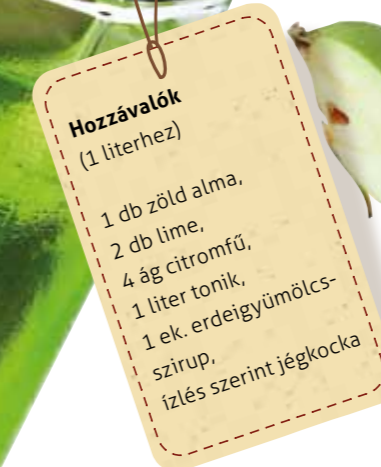 Hozzávalók
(1 literhez)
1 db zöld alma,
2 db lime,
4 ág citromfű,
1 liter tonik,
1 ek. erdeigyümölcs-
szirup,
ízlés szerint jégkocka